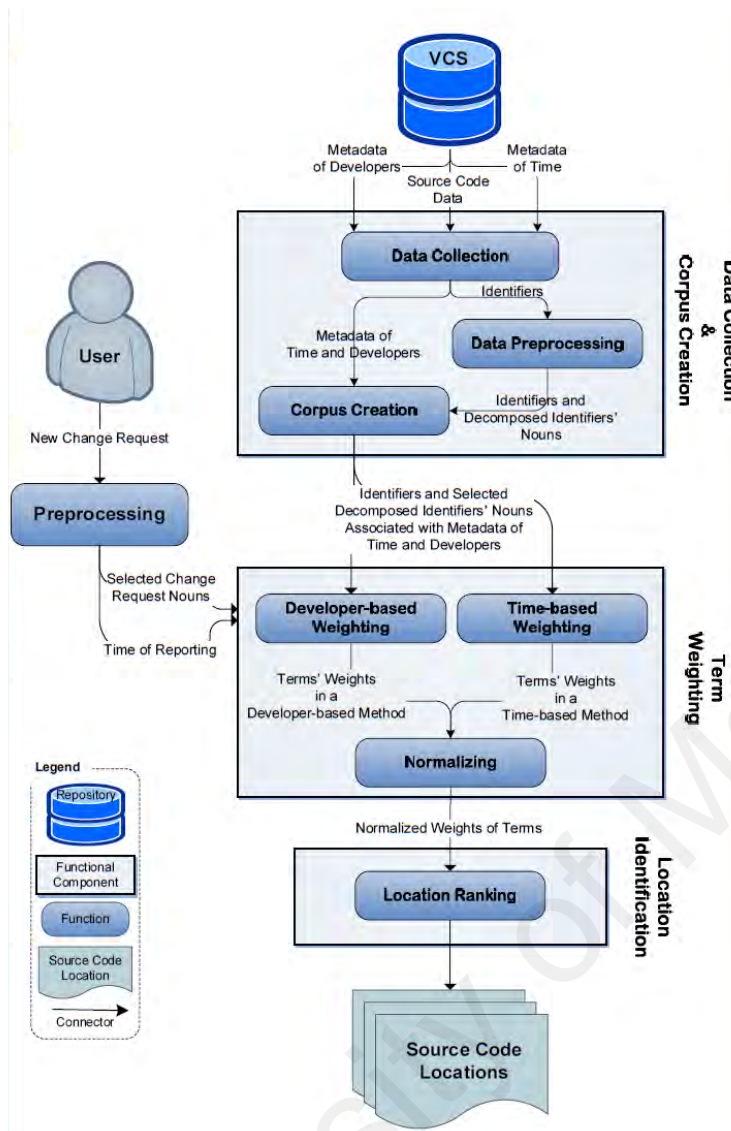 VCS
Metadata
of Developers
Source Code
Data
Metadata
of Time
Data Collection
Identifiers
Metadata of
Time and Developers
Data Preprocessing
Corpus Creation
Identifiers and
Decomposed Identifiers'
Nouns
Data Collection
&
Corpus Creation
User
New Change Request
Preprocessing
Selected Change
Request Nouns
Time of Reporting
Identifiers and Selected
Decomposed Identifiers' Nouns
Associated with Metadata of
Time and Developers
Developer-based
Weighting
Time-based
Weighting
Terms' Weights
in a
Developer-based Method
Terms' Weights
in a
Time-based Method
Normalizing
Term
Weighting
Normalized Weights of Terms
Location Ranking
Location
Identification
Source Code
Locations
Legend
Repository
Functional
Component
Function
Source Code
Location
Connector
sity of M